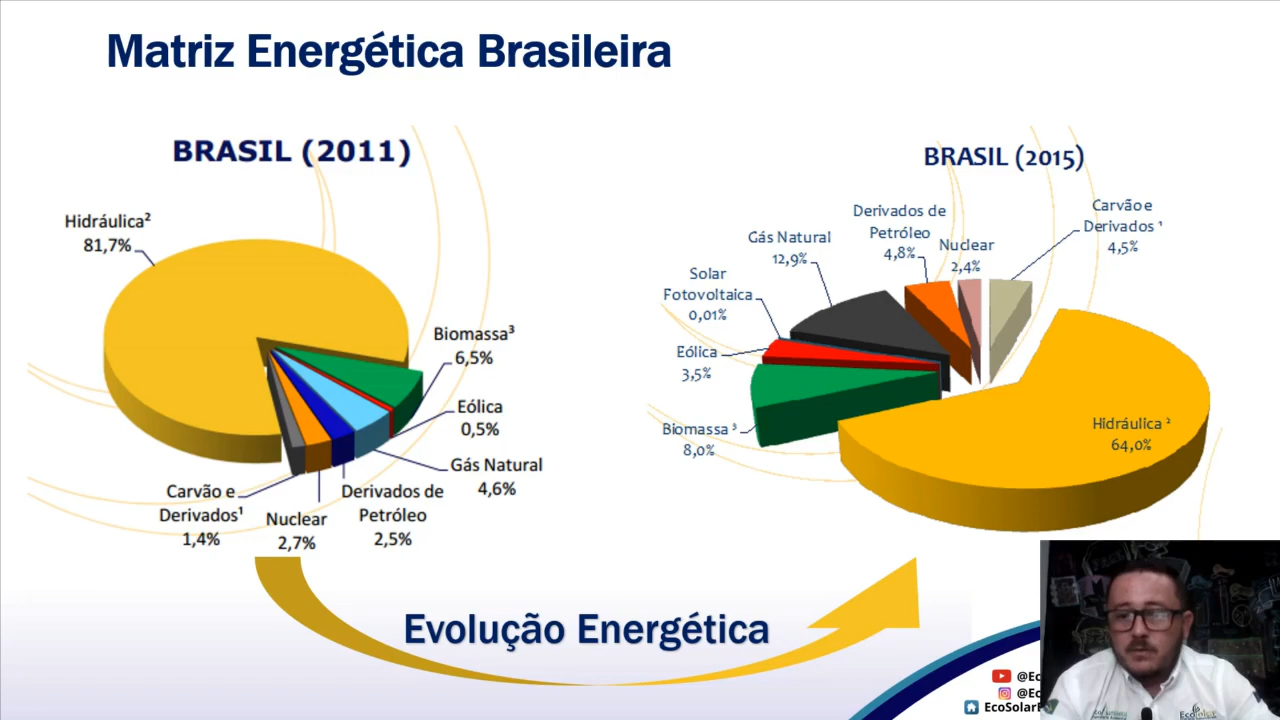 Matriz Energética Brasileira
BRASIL (2011)
Hidráulica²
81,7%
Biomassa³
6,5%
Eólica
0,5%
Gás Natural
4,6%
Derivados de
Petróleo
2,5%
Nuclear
2,7%
Carvão e
Derivados¹
1,4%
BRASIL (2015)
Carvão e
Derivados ¹
4,5%
Derivados de
Petróleo
4,8%
Nuclear
2,4%
Gás Natural
12,9%
Solar
Fotovoltaica
0,01%
Eólica
3,5%
Biomassa ³
8,0%
Hidráulica ²
64,0%
Evolução Energética
@Ec
@Ec
EcoSolar